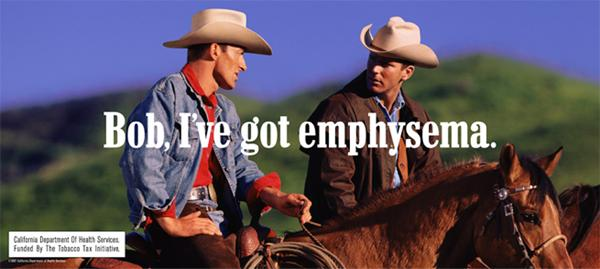 Bob, I've got emphysema.
California Department Of Health Services.
Funded By The Tobacco Tax Initiative.